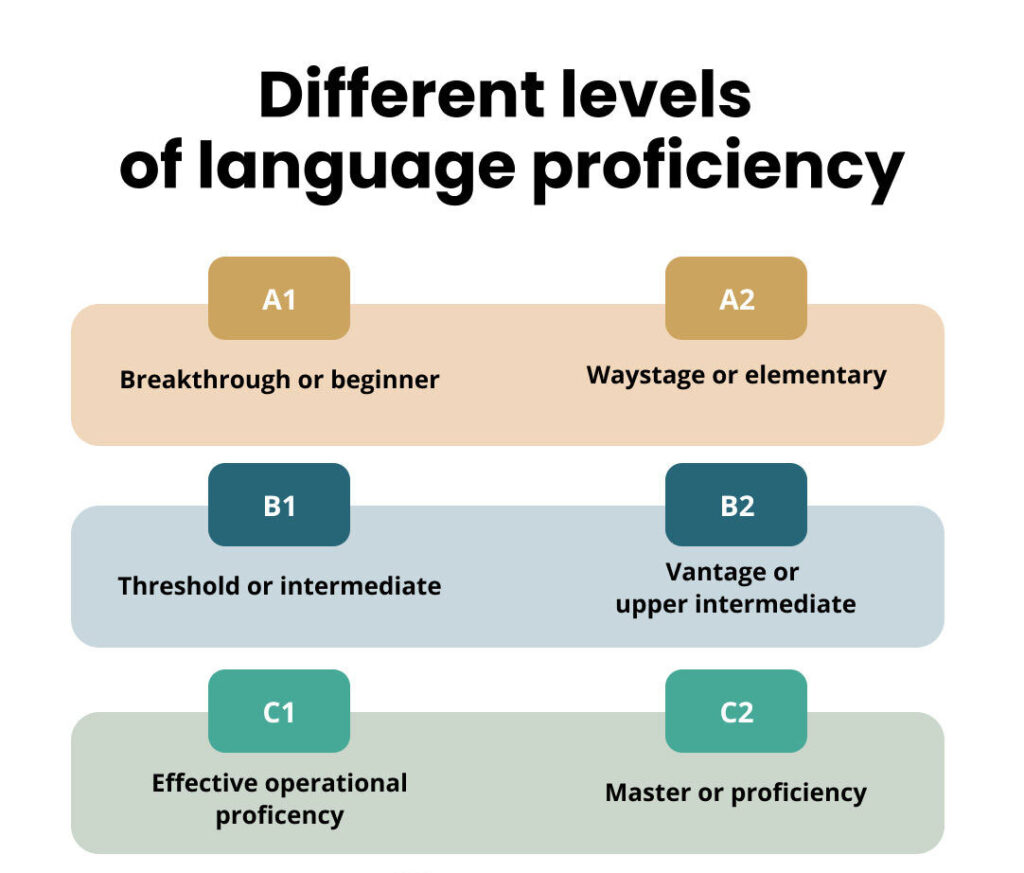 Different levels
of language proficiency
A1
A2
Breakthrough or beginner
Waystage or elementary
B1
B2
Threshold or intermediate
Vantage or
upper intermediate
C1
C2
Effective operational
proficency
Master or proficiency